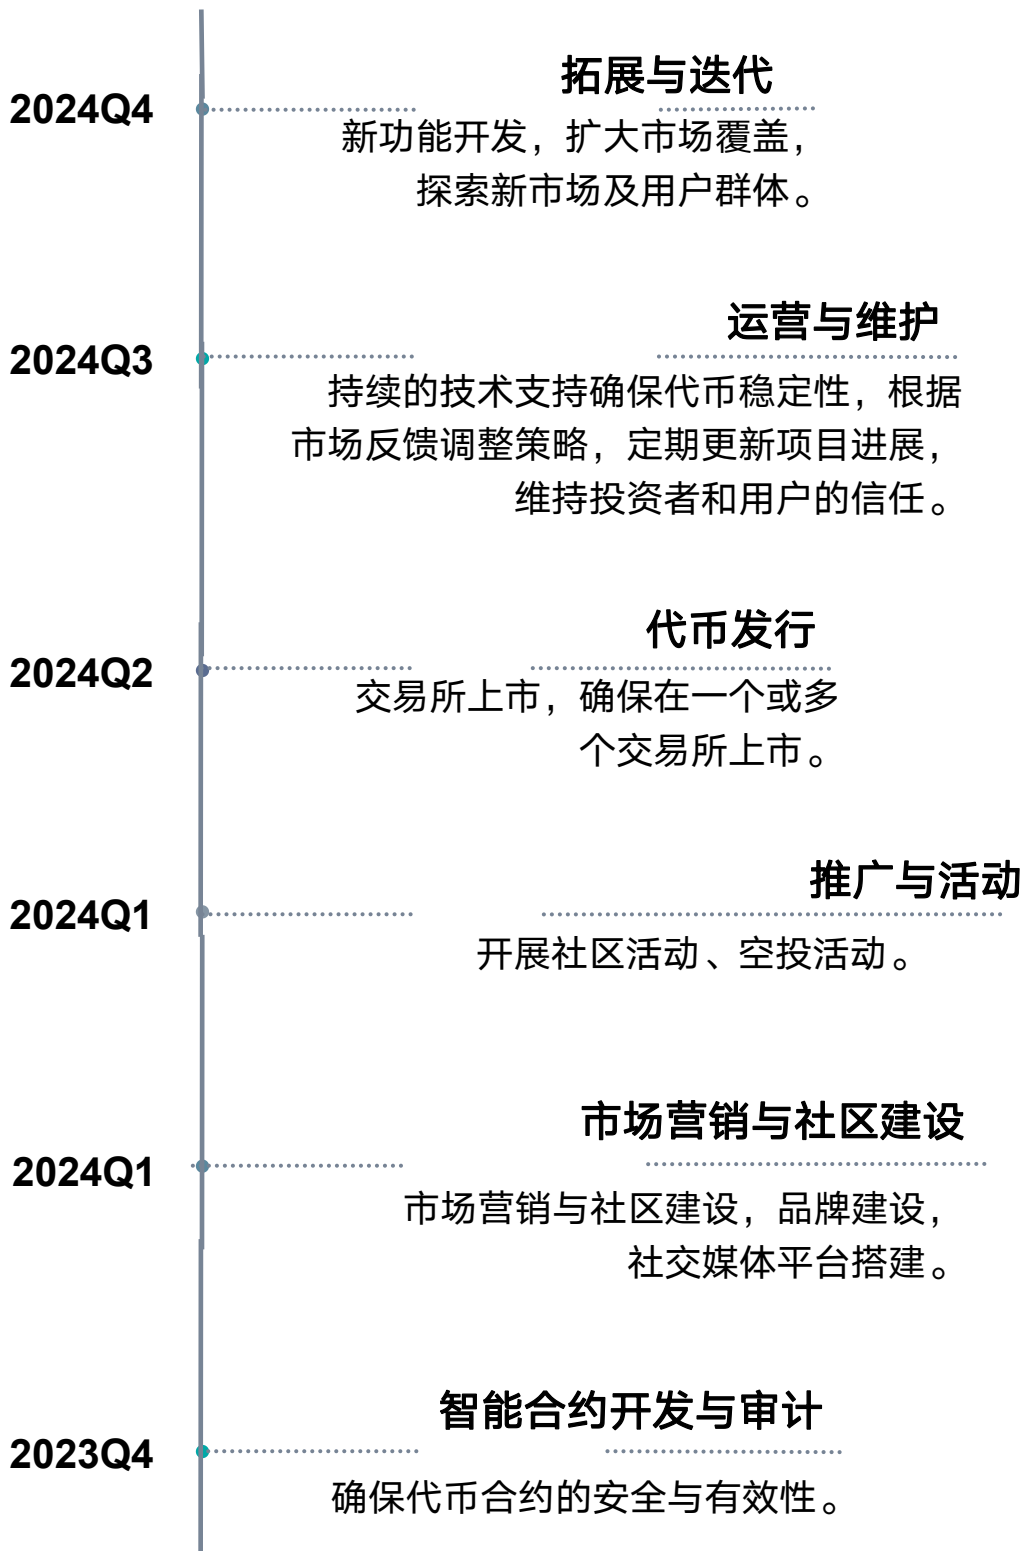 拓展与迭代
2024Q4
新功能开发，扩大市场覆盖，
探索新市场及用户群体。
运营与维护
2024Q3
持续的技术支持确保代币稳定性，根据
市场反馈调整策略，定期更新项目进展，
维持投资者和用户的信任。
代币发行
2024Q2
交易所上市，确保在一个或多
个交易所上市。
推广与活动
2024Q1
开展社区活动、空投活动。
市场营销与社区建设
2024Q1
市场营销与社区建设，品牌建设，
社交媒体平台搭建。
智能合约开发与审计
2023Q4
确保代币合约的安全与有效性。